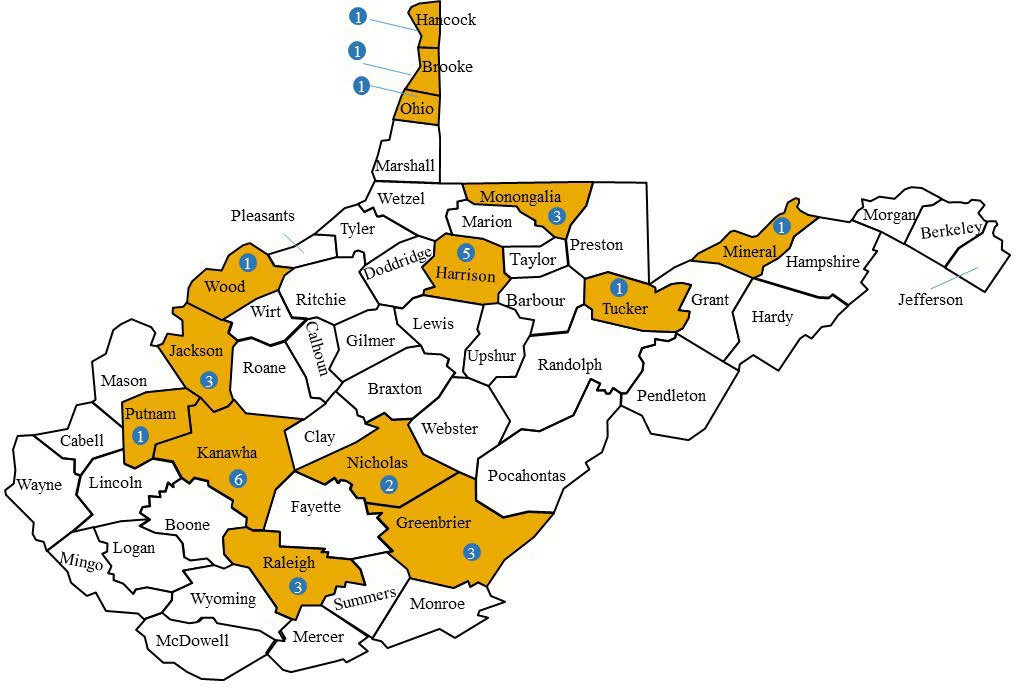 1
Hancock
1
Brooke
1
Ohio
Marshall
Wetzel
Monongalia
3
Marion
Pleasants
Tyler
Preston
Doddridge
5
Harrison
Taylor
1
Mineral
Hampshire
Morgan
Berkeley
Jefferson
1
Wood
Wirt
Ritchie
Barbour
1
Tucker
Grant
Hardy
Jackson
3
Roane
Calhoun
Gilmer
Lewis
Upshur
Randolph
Pendleton
Mason
Braxton
Putnam
1
Cabell
Kanawha
6
Clay
Webster
Nicholas
2
Pocahontas
Wayne
Lincoln
Boone
Fayette
Greenbrier
3
Mingo
Logan
Raleigh
3
Wyoming
Summers
Monroe
McDowell
Mercer